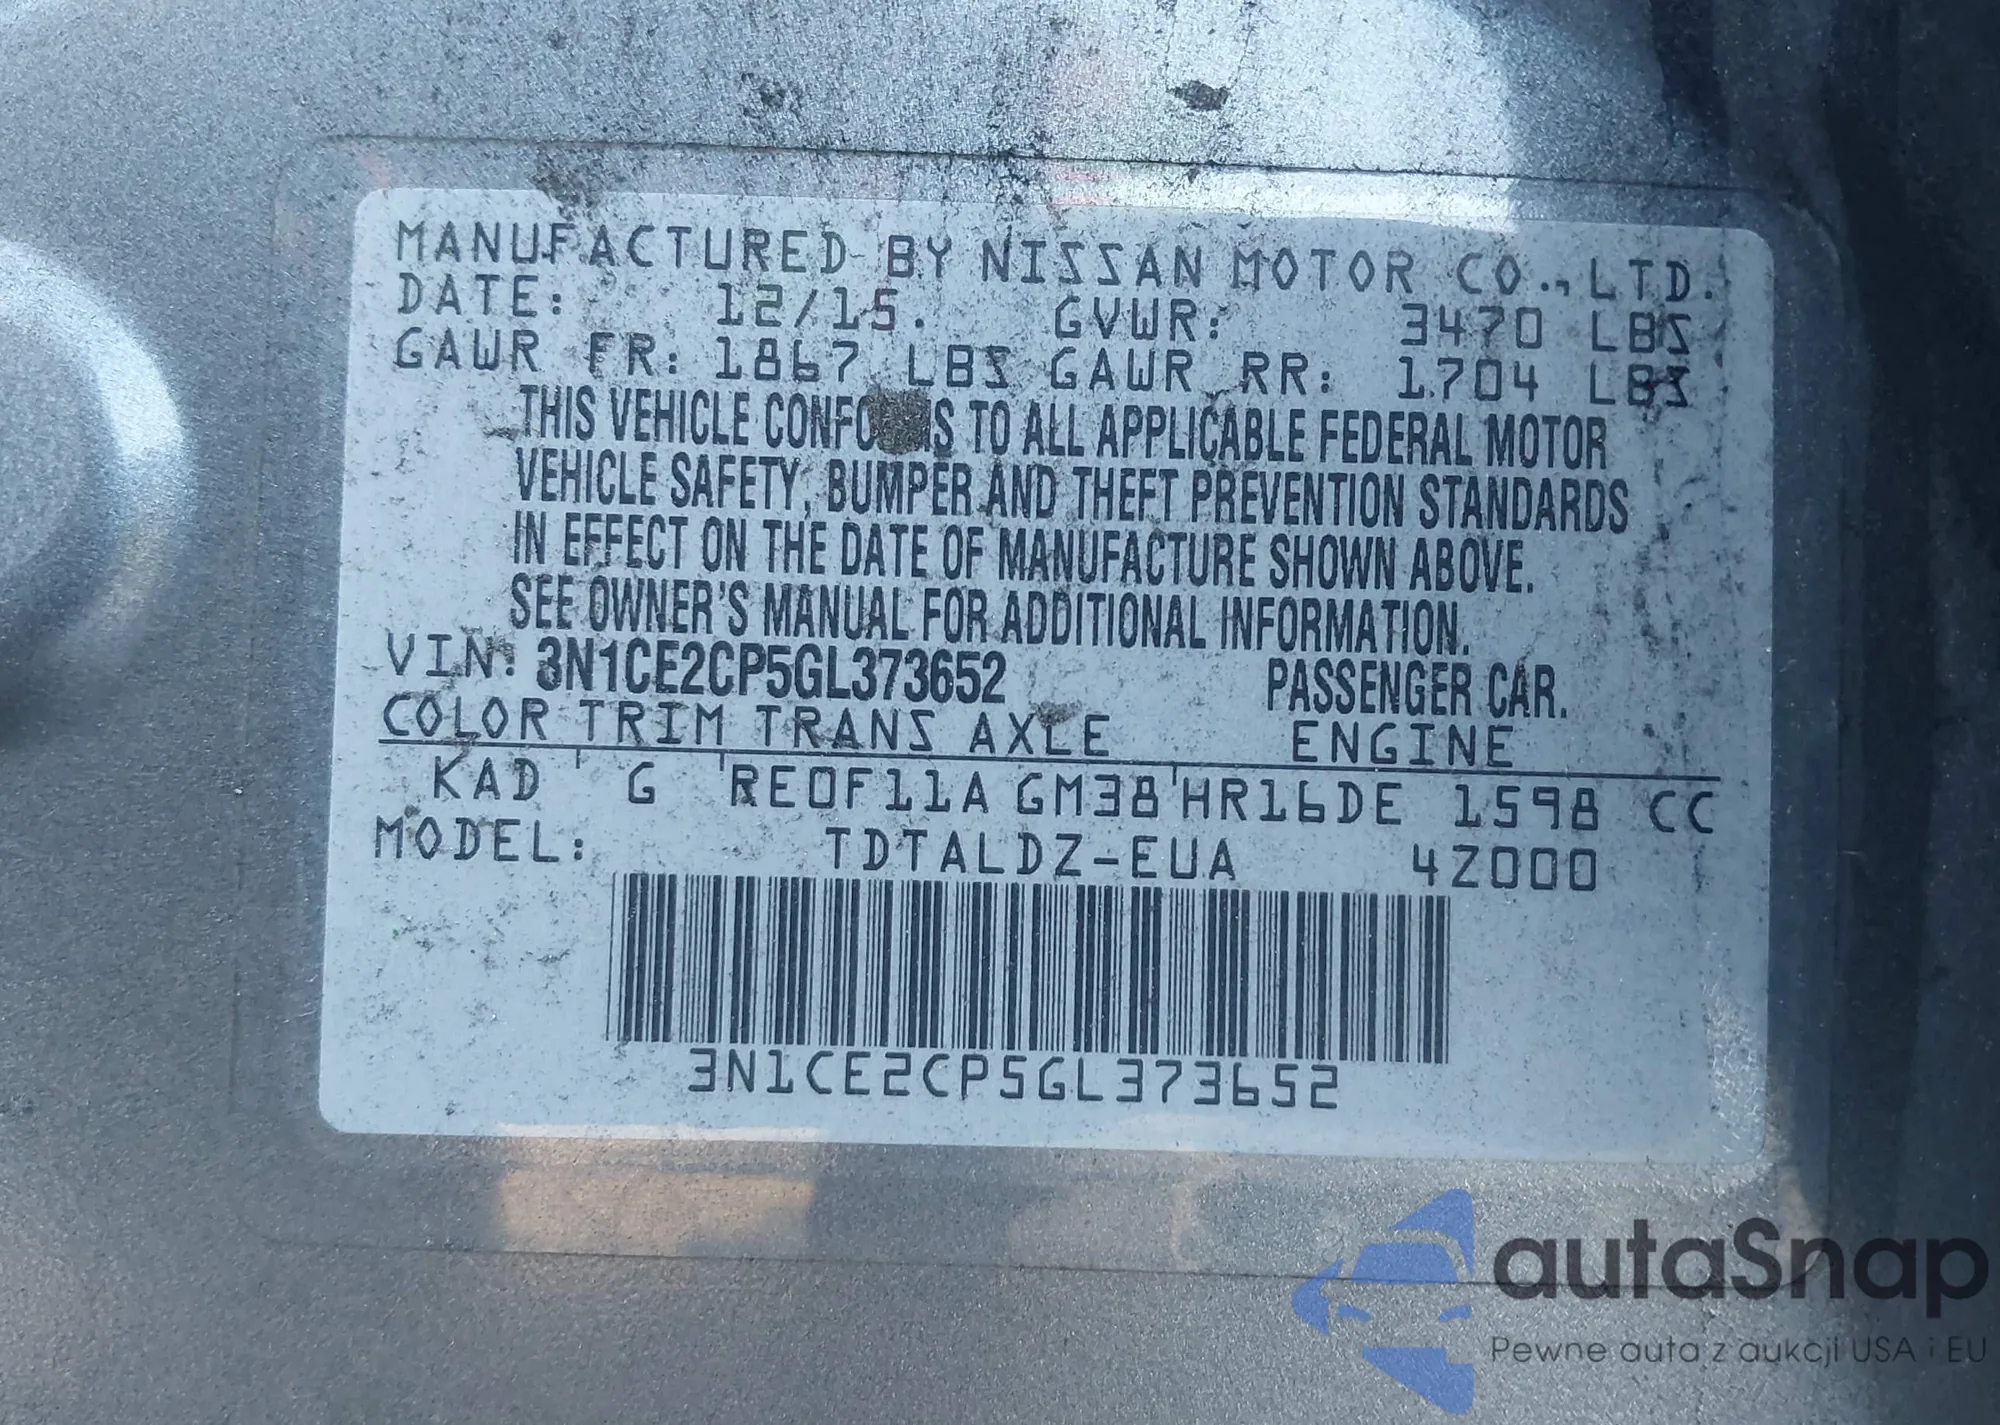 MANUFACTURED BY NISSAN MOTOR CO., LTD.
DATE: 12/15. GVWR: 3470 LBS
GAWR FR: 1867 LBS GAWR RR: 1704 LBS
THIS VEHICLE CONFORMS TO ALL APPLICABLE FEDERAL MOTOR
VEHICLE SAFETY, BUMPER AND THEFT PREVENTION STANDARDS
IN EFFECT ON THE DATE OF MANUFACTURE SHOWN ABOVE.
SEE OWNER'S MANUAL FOR ADDITIONAL INFORMATION.
VIN: 3N1CE2CP5GL373652 PASSENGER CAR.
COLOR TRIM TRANS AXLE ENGINE
KAD G RE0F11A GM38 HR16DE 1598 CC
MODEL: TDTALDZ-EUA 4Z000
3N1CE2CP5GL373652
autaSnap
Pewne auta z aukcji USA i EU